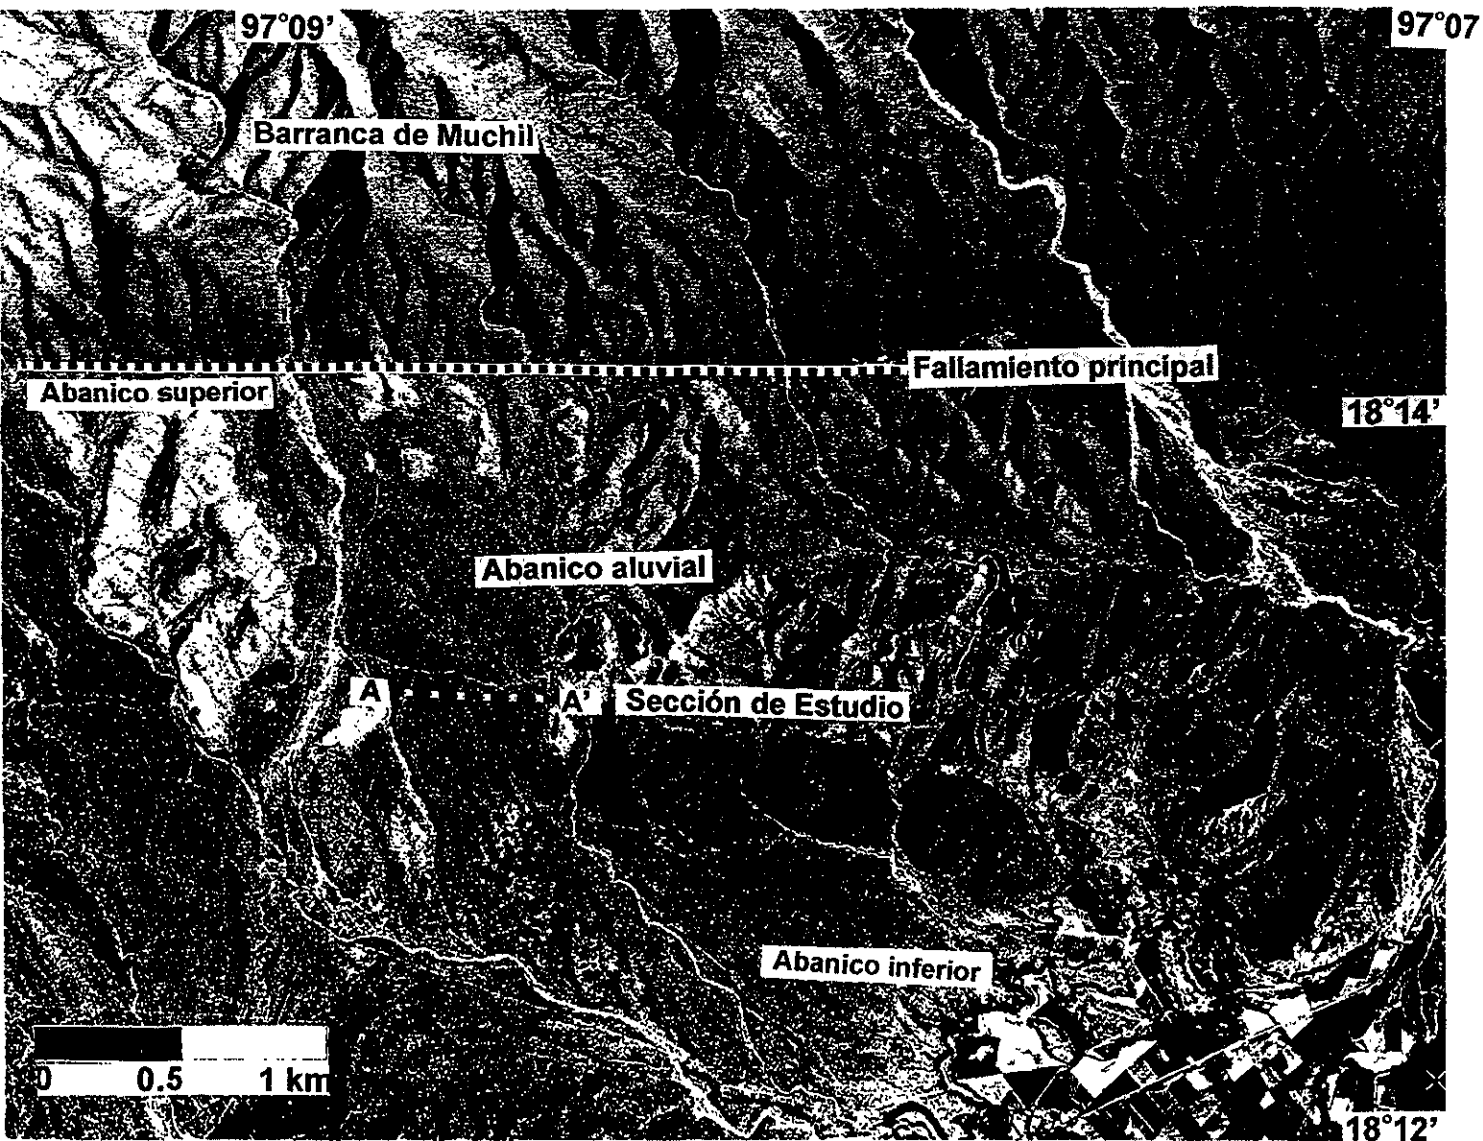 97°09'
97°07
Barranca de Muchil
Fallamiento principal
Abanico superior
18°14'
Abanico aluvial
A
A'
Sección de Estudio
Abanico inferior
0 0.5 1 km
18°12'